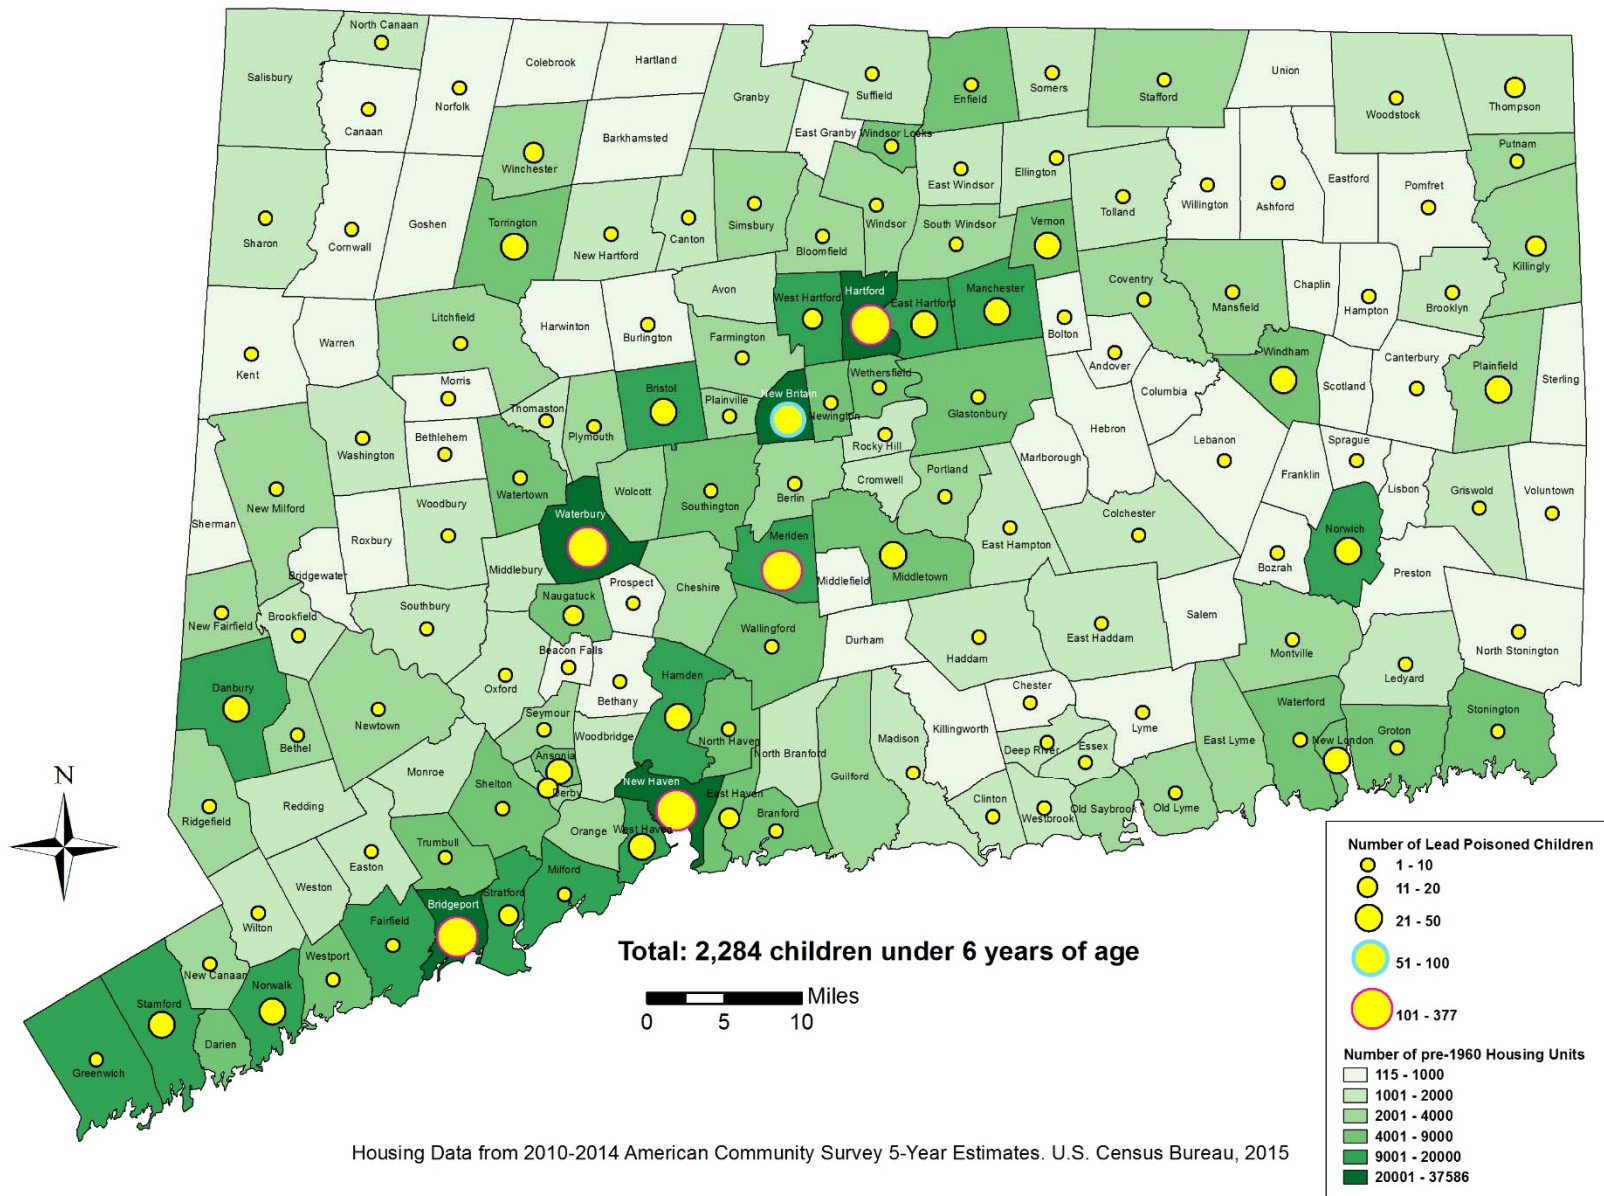 North Canaan
Colebrook
Hartland
Salisbury
Norfolk
Canaan
Granby
Suffield
Enfield
Somers
Stafford
Union
Woodstock
Thompson
Barkhamsted
East Granby
Windsor Locks
Winchester
East Windsor
Ellington
Putnam
Sharon
Cornwall
Goshen
Torrington
New Hartford
Canton
Simsbury
Bloomfield
Windsor
South Windsor
Vernon
Tolland
Willington
Ashford
Eastford
Pomfret
Killingly
Kent
Warren
Litchfield
Harwinton
Burlington
Avon
West Hartford
Hartford
East Hartford
Manchester
Bolton
Coventry
Mansfield
Chaplin
Hampton
Brooklyn
Farmington
Andover
Windham
Scotland
Canterbury
Plainfield
Sterling
Morris
Thomaston
Plymouth
Bristol
Plainville
New Britain
Newington
Wethersfield
Glastonbury
Columbia
Hebron
Lebanon
Washington
Bethlehem
Watertown
Wolcott
Southington
Berlin
Rocky Hill
Cromwell
Portland
Marlborough
Franklin
Sprague
Lisbon
Griswold
Voluntown
Sherman
New Milford
Roxbury
Woodbury
Waterbury
Meriden
Middletown
East Hampton
Colchester
Norwich
Bridgewater
Middlebury
Prospect
Cheshire
Middlefield
Bozrah
Preston
New Fairfield
Brookfield
Southbury
Naugatuck
Wallingford
Durham
Haddam
East Haddam
Salem
Montville
Ledyard
North Stonington
Danbury
Bethel
Newtown
Oxford
Beacon Falls
Bethany
Hamden
Seymour
Woodbridge
North Haven
North Branford
Guilford
Madison
Killingworth
Chester
Deep River
Essex
Lyme
East Lyme
Waterford
New London
Groton
Stonington
Ridgefield
Redding
Monroe
Shelton
Ansonia
Derby
Orange
New Haven
West Haven
East Haven
Branford
Clinton
Westbrook
Old Saybrook
Old Lyme
Weston
Easton
Trumbull
Wilton
Fairfield
Bridgeport
Stratford
Milford
New Canaan
Westport
Norwalk
Stamford
Darien
Greenwich
N
Total: 2,284 children under 6 years of age
Miles
0 5 10
Number of Lead Poisoned Children
1 - 10
11 - 20
21 - 50
51 - 100
101 - 377
Number of pre-1960 Housing Units
115 - 1000
1001 - 2000
2001 - 4000
4001 - 9000
9001 - 20000
20001 - 37586
Housing Data from 2010-2014 American Community Survey 5-Year Estimates. U.S. Census Bureau, 2015